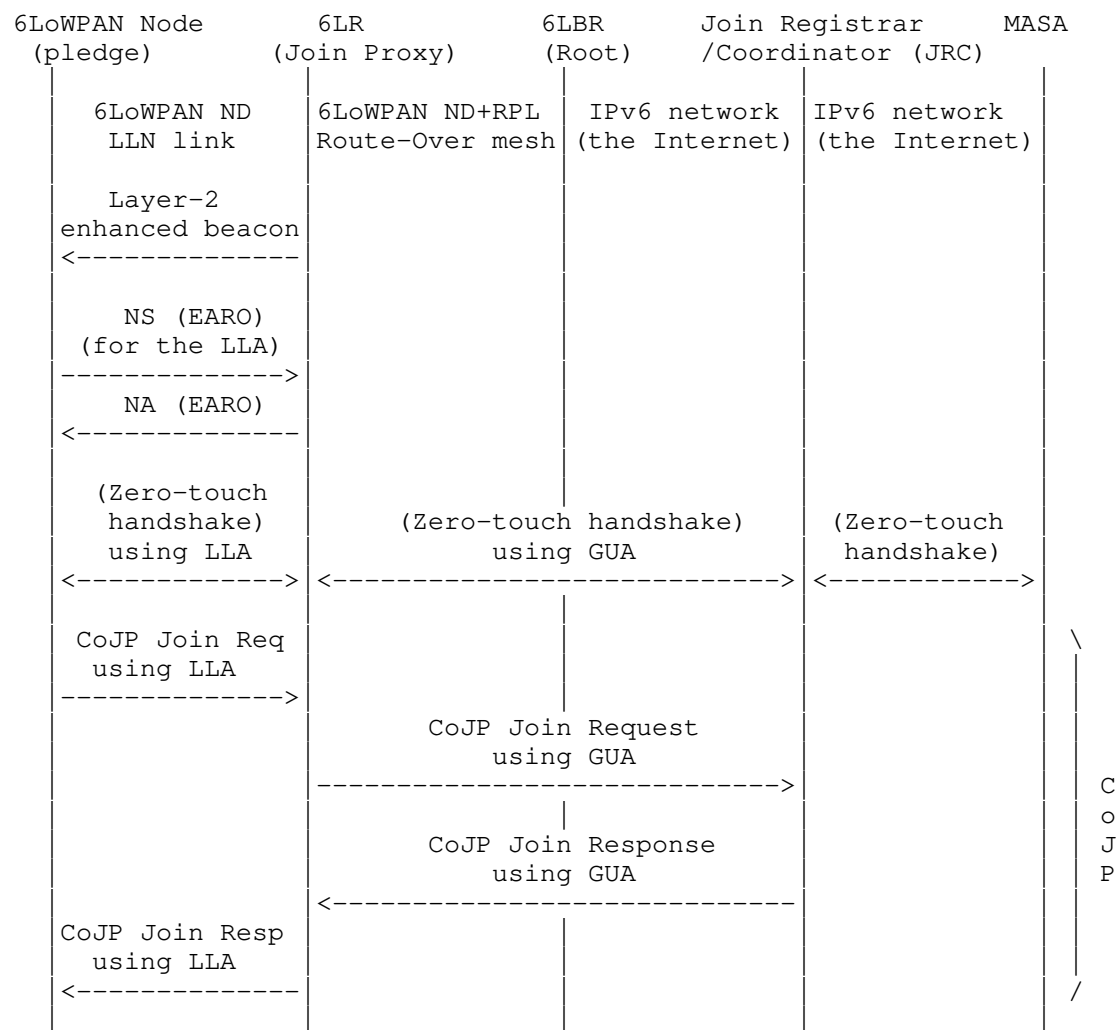 6LoWPAN Node 6LR 6LBR Join Registrar MASA
(pledge) (Join Proxy) (Root) /Coordinator (JRC)
6LoWPAN ND 6LoWPAN ND+RPL IPv6 network IPv6 network
LLN link Route-Over mesh (the Internet) (the Internet)
Layer-2
enhanced beacon
NS (EARO)
(for the LLA)
NA (EARO)
(Zero-touch
handshake) (Zero-touch handshake) (Zero-touch
using LLA using GUA handshake)
CoJP Join Req
using LLA
CoJP Join Request
using GUA
C
o
CoJP Join Response J
using GUA P
CoJP Join Resp
using LLA